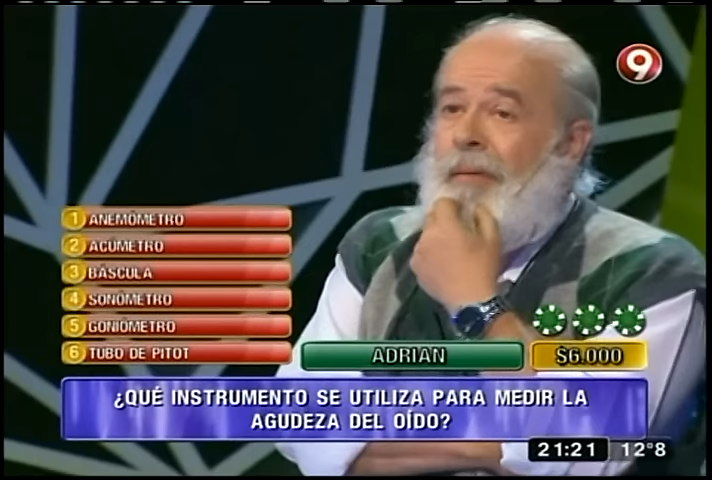 9
1 ANEMÓMETRO
2 ACÚMETRO
3 BÁSCULA
4 SONÓMETRO
5 GONIÓMETRO
6 TUBO DE PITOT
ADRIAN
$6.000
¿QUÉ INSTRUMENTO SE UTILIZA PARA MEDIR LA
AGUDEZA DEL OÍDO?
21:21 12°8